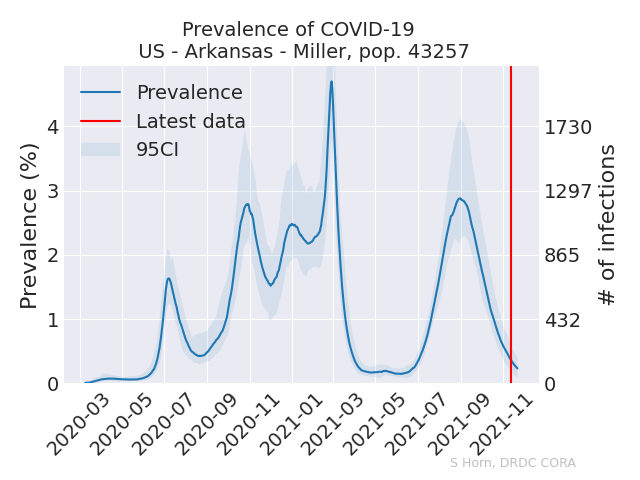 Prevalence of COVID-19
US - Arkansas - Miller, pop. 43257
Prevalence
Latest data
95CI
Prevalence (%)
4
3
2
1
0
1730
1297
865
432
0
# of infections
2020-03
2020-05
2020-07
2020-09
2020-11
2021-01
2021-03
2021-05
2021-07
2021-09
2021-11
S Horn, DRDC CORA